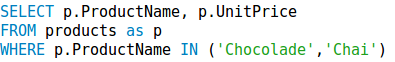 SELECT p.ProductName, p.UnitPrice
FROM products as p
WHERE p.ProductName IN ('Chocolade','Chai')